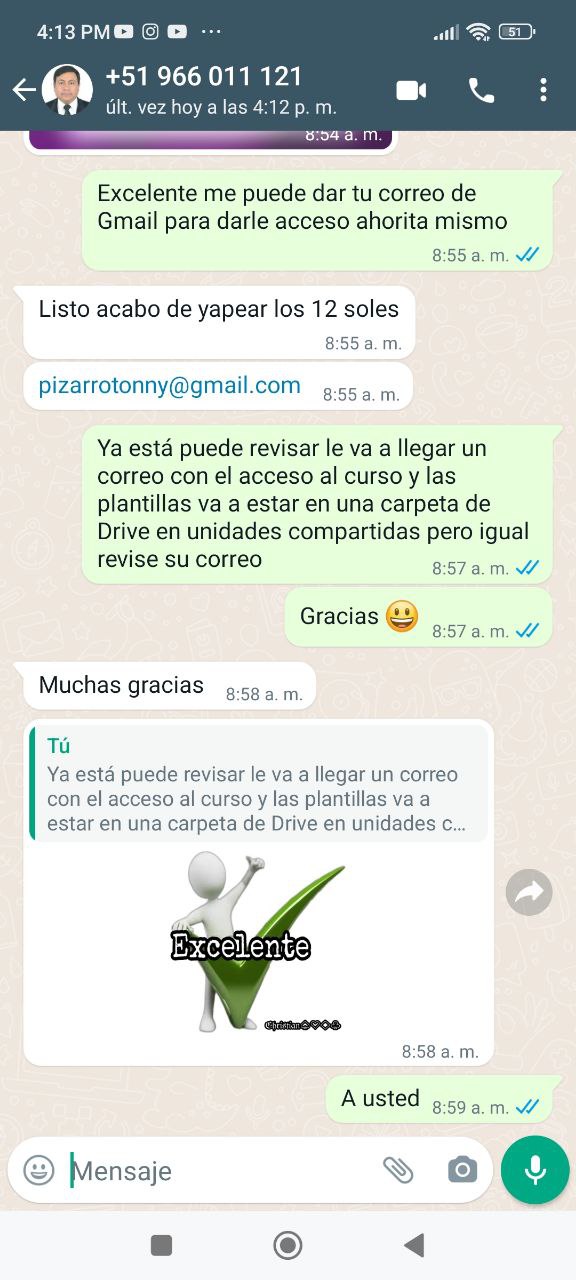 4:13 PM
51
+51 966 011 121
últ. vez hoy a las 4:12 p. m.
8:54 a. m.
Excelente me puede dar tu correo de
Gmail para darle acceso ahorita mismo
8:55 a. m.
Listo acabo de yapear los 12 soles
8:55 a. m.
pizarrotonny@gmail.com
8:55 a. m.
Ya está puede revisar le va a llegar un
correo con el acceso al curso y las
plantillas va a estar en una carpeta de
Drive en unidades compartidas pero igual
revise su correo
8:57 a. m.
Gracias 😃
8:57 a. m.
Muchas gracias
8:58 a. m.
Tú
Ya está puede revisar le va a llegar un correo
con el acceso al curso y las plantillas va a
estar en una carpeta de Drive en unidades c...
Excelente
Christian
8:58 a. m.
A usted
8:59 a. m.
Mensaje